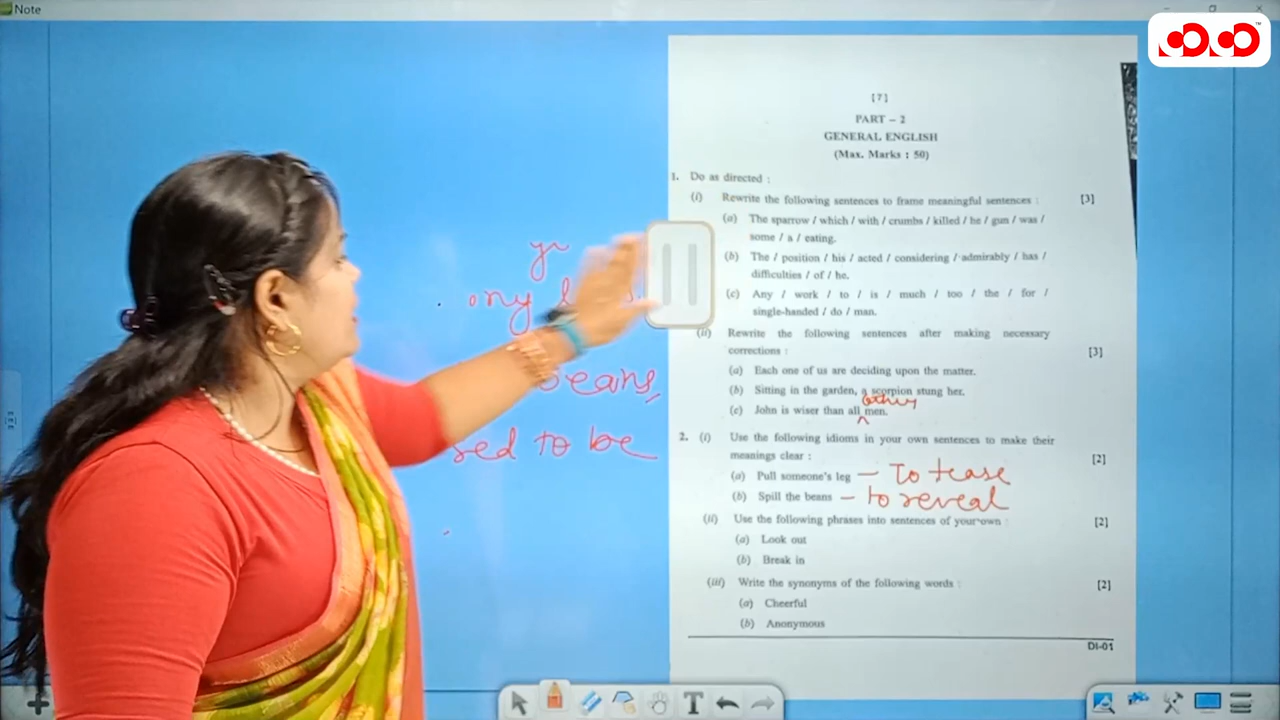 Note
[7]
PART – 2
GENERAL ENGLISH
(Max. Marks : 50)
1. Do as directed :
(i) Rewrite the following sentences to frame meaningful sentences : [3]
(a) The sparrow / which / with / crumbs / killed / he / gun / was /
some / a / eating.
(b) The / position / his / acted / considering / admirably / has /
difficulties / of / he.
(c) Any / work / to / is / much / too / the / for /
single-handed / do / man.
(ii) Rewrite the following sentences after making necessary
corrections : [3]
(a) Each one of us are deciding upon the matter.
(b) Sitting in the garden, a scorpion stung her.
other
(c) John is wiser than all men.
2. (i) Use the following idioms in your own sentences to make their
meanings clear : [2]
(a) Pull someone's leg — To tease
(b) Spill the beans — to reveal
(ii) Use the following phrases into sentences of your own : [2]
(a) Look out
(b) Break in
(iii) Write the synonyms of the following words : [2]
(a) Cheerful
(b) Anonymous
DI-01
beans,
sed to be